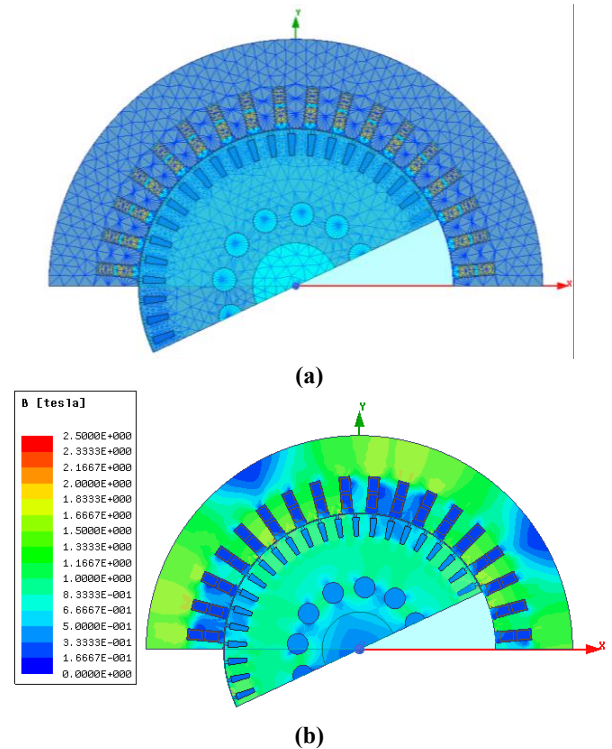 Y
X
(a)
B [tesla]
2.5000E+000
2.3333E+000
2.1667E+000
2.0000E+000
1.8333E+000
1.6667E+000
1.5000E+000
1.3333E+000
1.1667E+000
1.0000E+000
8.3333E-001
6.6667E-001
5.0000E-001
3.3333E-001
1.6667E-001
0.0000E+000
Y
X
(b)